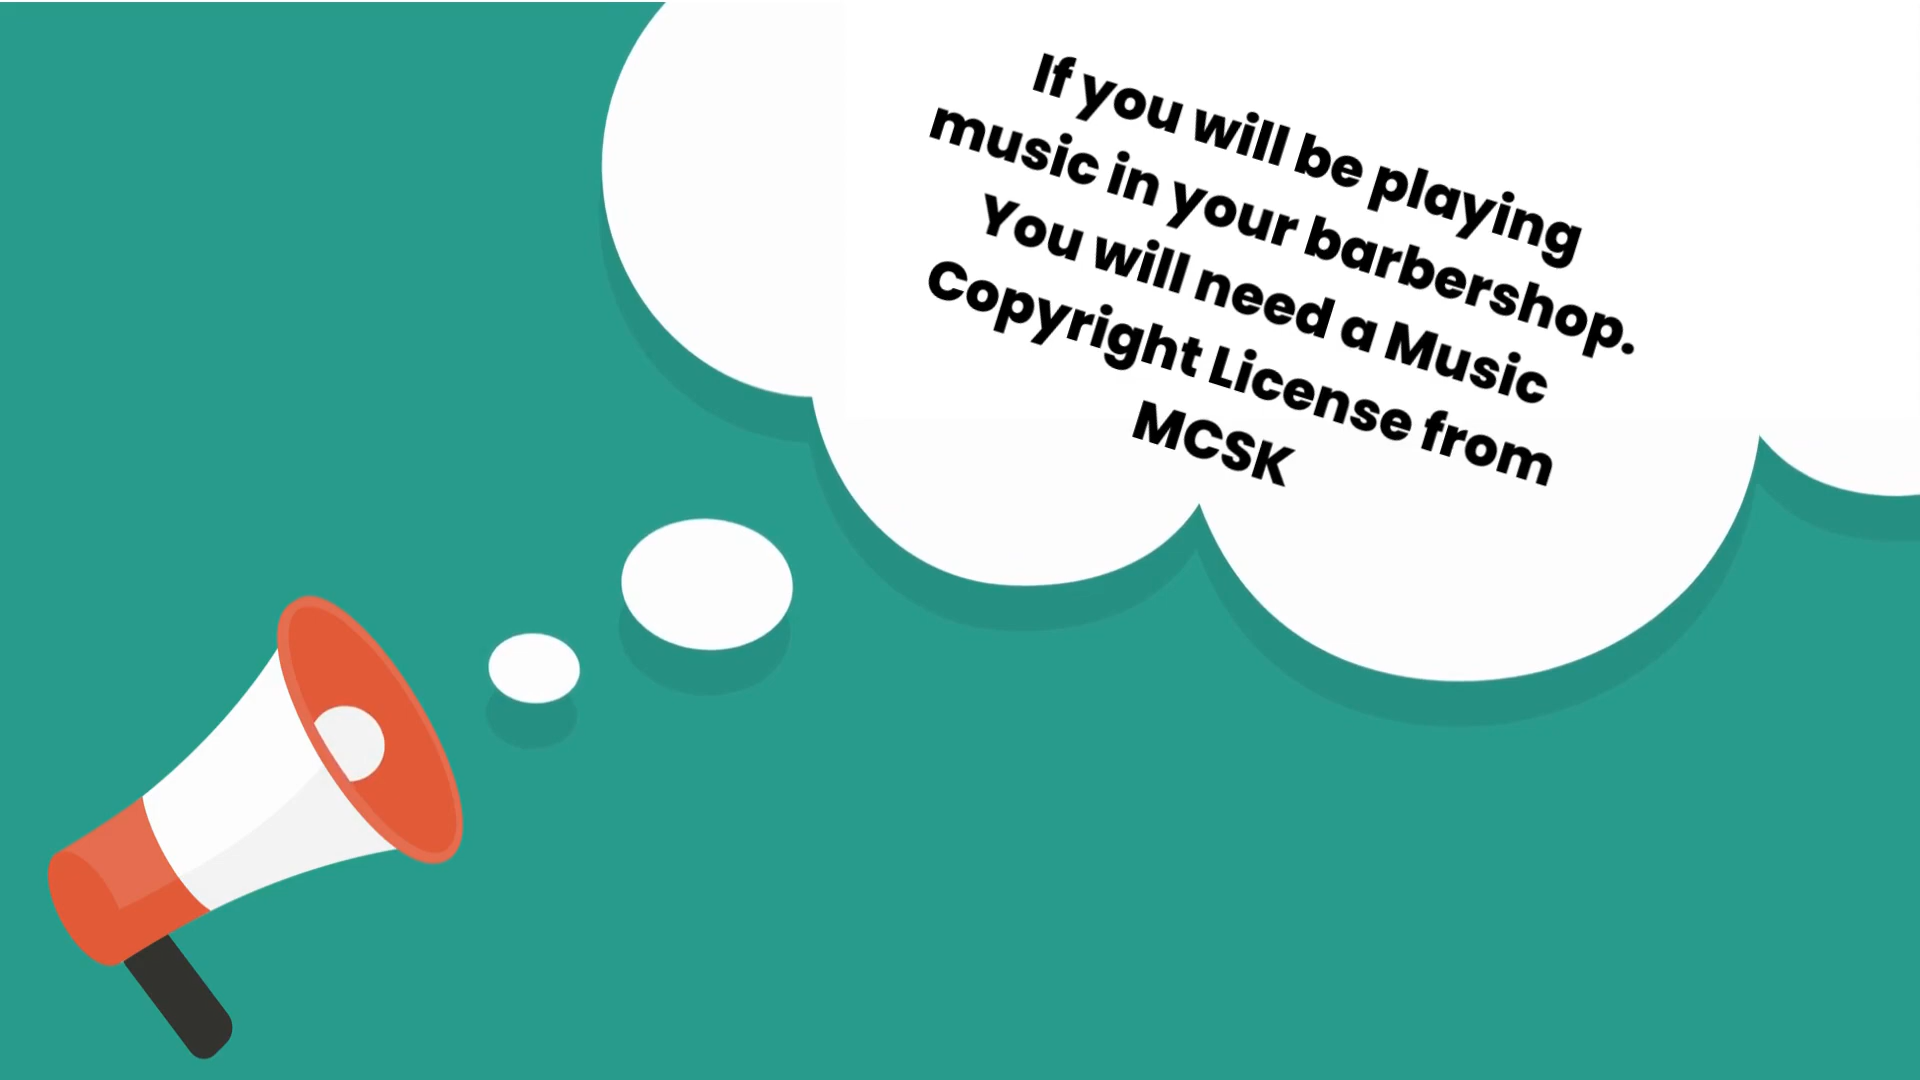 If you will be playing
music in your barbershop.
You will need a Music
Copyright License from
MCSK